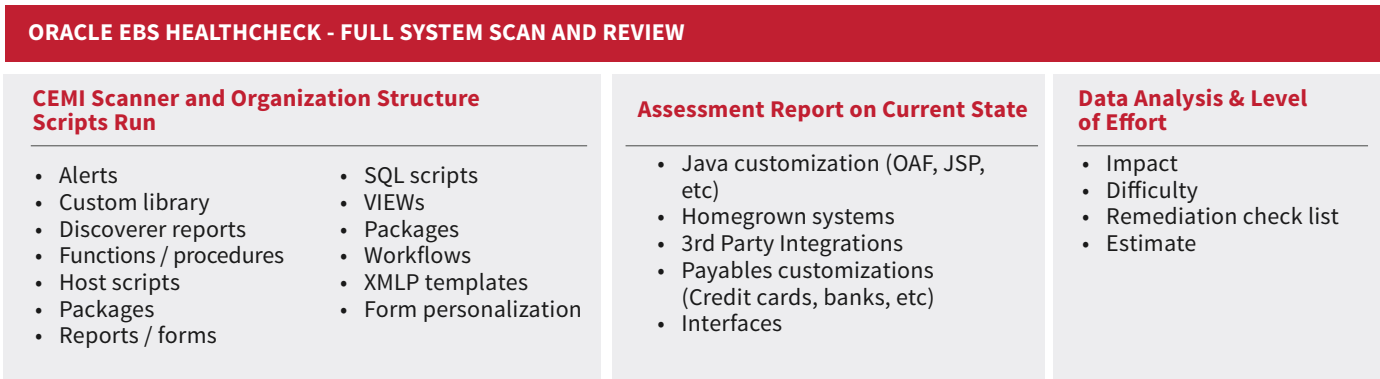 ORACLE EBS HEALTHCHECK - FULL SYSTEM SCAN AND REVIEW
CEMI Scanner and Organization Structure
Scripts Run
• Alerts
• Custom library
• Discoverer reports
• Functions / procedures
• Host scripts
• Packages
• Reports / forms
• SQL scripts
• VIEWs
• Packages
• Workflows
• XMLP templates
• Form personalization
Assessment Report on Current State
• Java customization (OAF, JSP,
etc)
• Homegrown systems
• 3rd Party Integrations
• Payables customizations
(Credit cards, banks, etc)
• Interfaces
Data Analysis & Level
of Effort
• Impact
• Difficulty
• Remediation check list
• Estimate